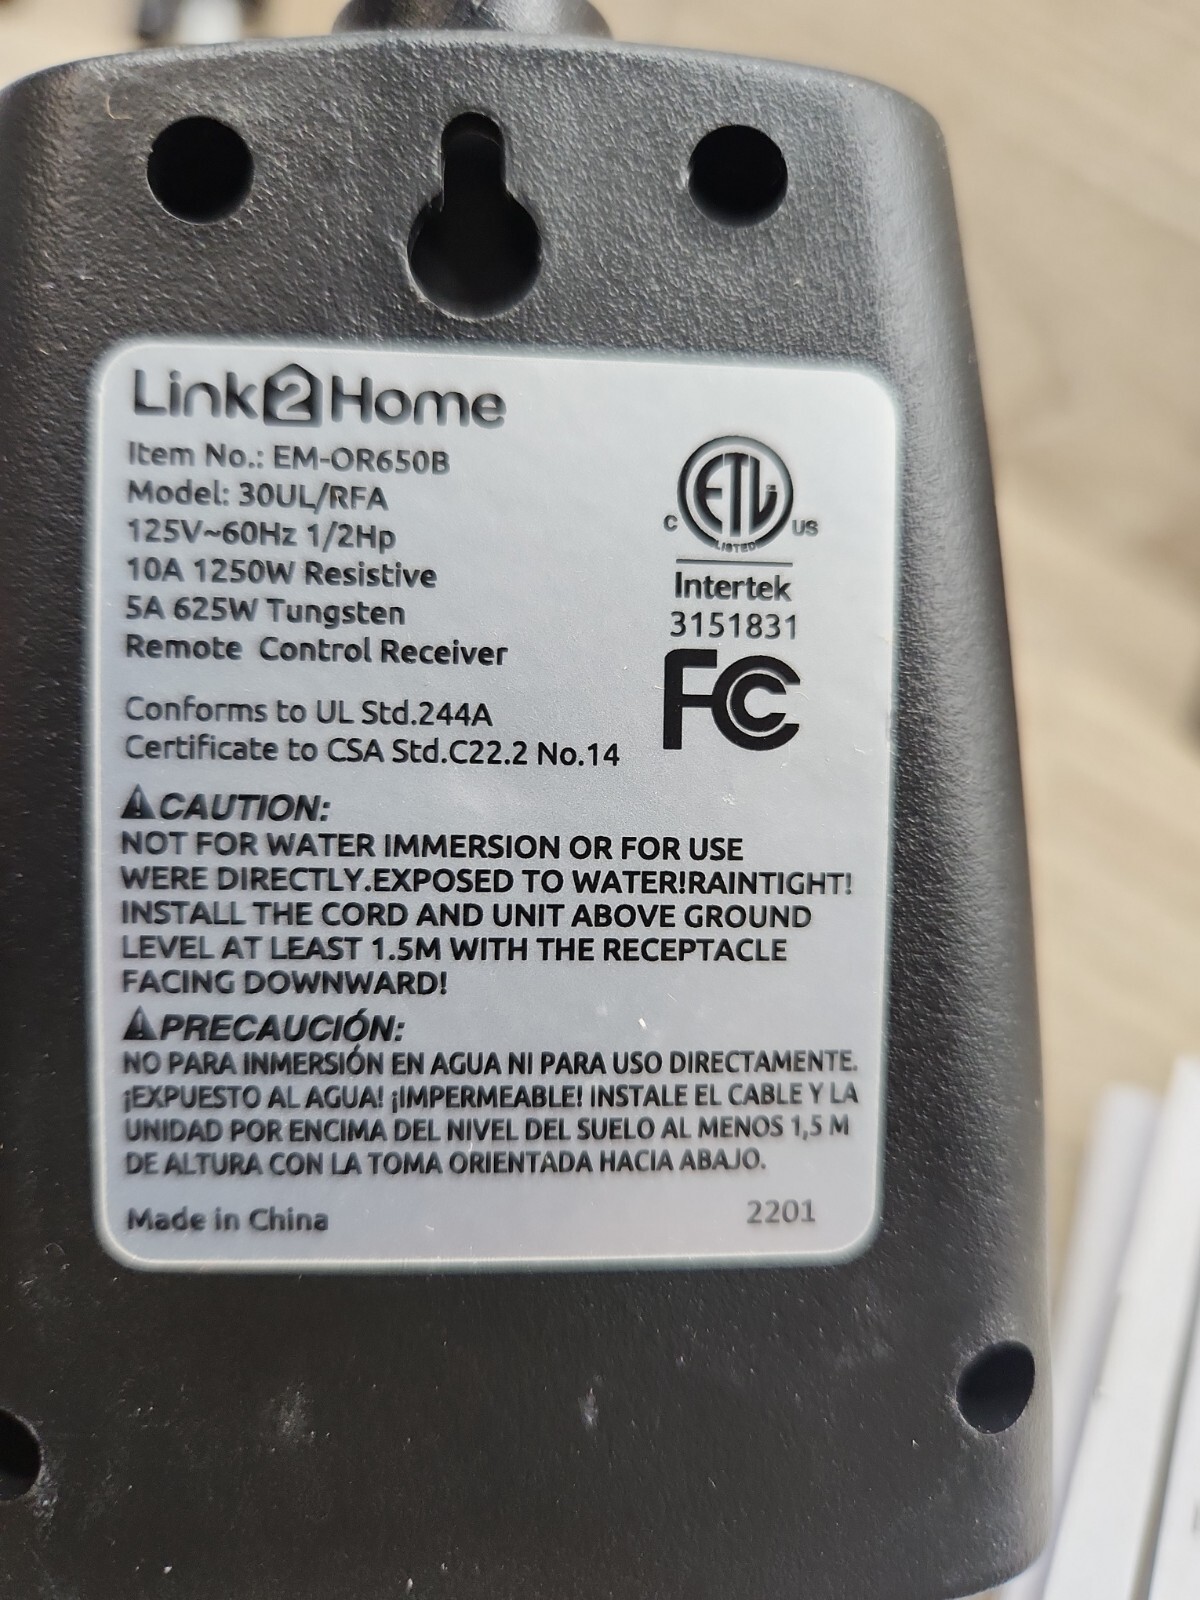 Link2Home
Item No.: EM-OR650B
Model: 30UL/RFA
125V~60Hz 1/2Hp
10A 1250W Resistive
5A 625W Tungsten
Remote Control Receiver
ETL
C US
LISTED
Intertek
3151831
FC
Conforms to UL Std.244A
Certificate to CSA Std.C22.2 No.14
CAUTION:
NOT FOR WATER IMMERSION OR FOR USE
WERE DIRECTLY.EXPOSED TO WATER!RAINTIGHT!
INSTALL THE CORD AND UNIT ABOVE GROUND
LEVEL AT LEAST 1.5M WITH THE RECEPTACLE
FACING DOWNWARD!
PRECAUCIÓN:
NO PARA INMERSIÓN EN AGUA NI PARA USO DIRECTAMENTE.
¡EXPUESTO AL AGUA! ¡IMPERMEABLE! INSTALE EL CABLE Y LA
UNIDAD POR ENCIMA DEL NIVEL DEL SUELO AL MENOS 1,5 M
DE ALTURA CON LA TOMA ORIENTADA HACIA ABAJO.
Made in China 2201